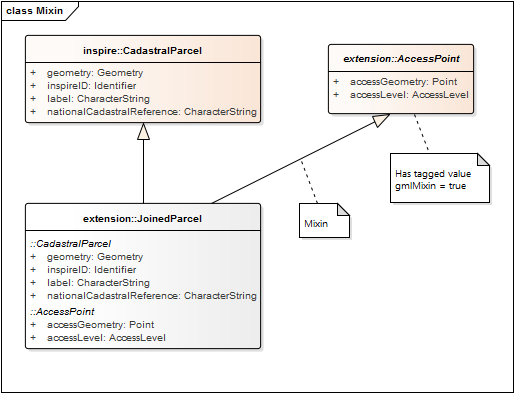 class Mixin
inspire::CadastralParcel
+ geometry: Geometry
+ inspireID: Identifier
+ label: CharacterString
+ nationalCadastralReference: CharacterString
extension::AccessPoint
+ accessGeometry: Point
+ accessLevel: AccessLevel
Has tagged value
gmlMixin = true
Mixin
extension::JoinedParcel
::CadastralParcel
+ geometry: Geometry
+ inspireID: Identifier
+ label: CharacterString
+ nationalCadastralReference: CharacterString
::AccessPoint
+ accessGeometry: Point
+ accessLevel: AccessLevel